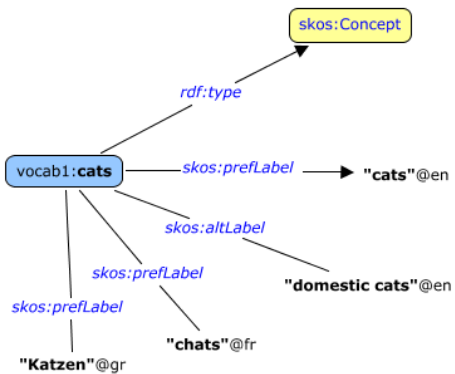 skos:Concept
rdf:type
vocab1:cats
skos:prefLabel
"cats"@en
skos:altLabel
skos:prefLabel
"domestic cats"@en
skos:prefLabel
"chats"@fr
"Katzen"@gr